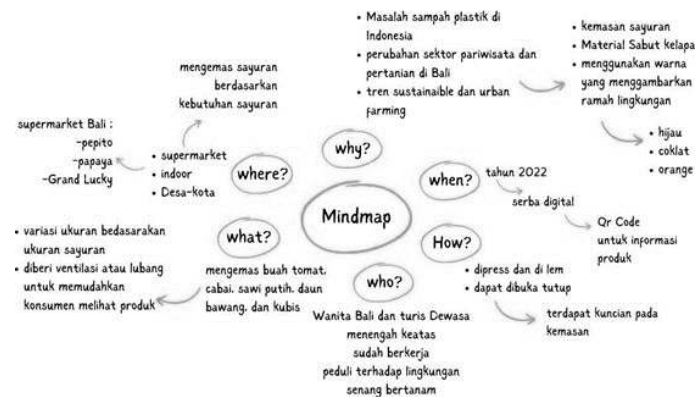 • Masalah sampah plastik di
Indonesia
• perubahan sektor pariwisata dan
pertanian di Bali
• tren sustainaible dan urban
farming
• kemasan sayuran
• Material Sabut kelapa
• menggunakan warna
yang menggambarkan
ramah lingkungan
• hijau
• coklat
• orange
mengemas sayuran
berdasarkan
kebutuhan sayuran
supermarket Bali :
-pepito
-papaya
-Grand Lucky
• supermarket
• indoor
• Desa-kota
where?
why?
when?
tahun 2022
serba digital
Qr Code
untuk informasi
produk
Mindmap
what?
mengemas buah tomat,
cabai, sawi putih, daun
bawang, dan kubis
• variasi ukuran bedasarakan
ukuran sayuran
• diberi ventilasi atau lubang
untuk memudahkan
konsumen melihat produk
How?
• dipress dan di lem
• dapat dibuka tutup
terdapat kuncian pada
kemasan
who?
Wanita Bali dan turis Dewasa
menengah keatas
sudah berkerja
peduli terhadap lingkungan
senang bertanam